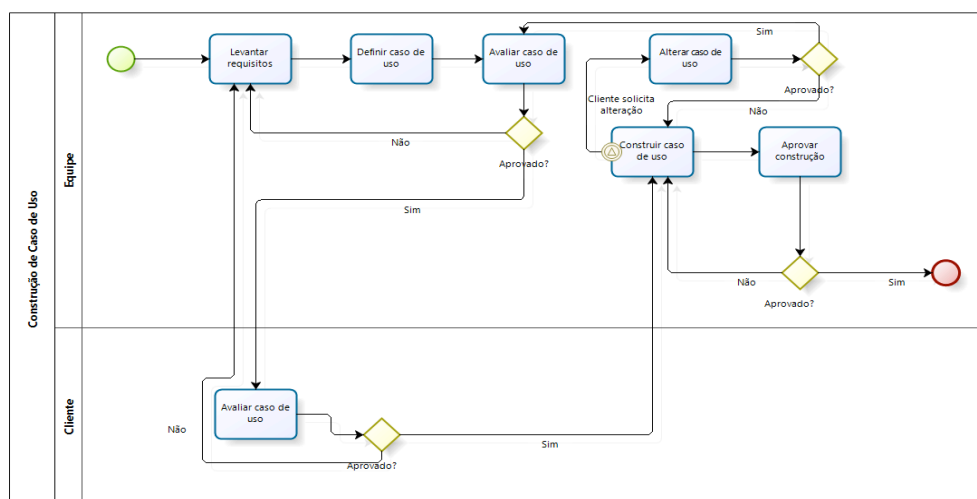 Construção de Caso de Uso
Equipe
Levantar
requisitos
Definir caso de
uso
Avaliar caso de
uso
Sim
Alterar caso de
uso
Aprovado?
Cliente solicita
alteração
Não
Não
Aprovado?
Construir caso
de uso
Aprovar
construção
Sim
Não
Sim
Aprovado?
Cliente
Avaliar caso de
uso
Não
Sim
Aprovado?